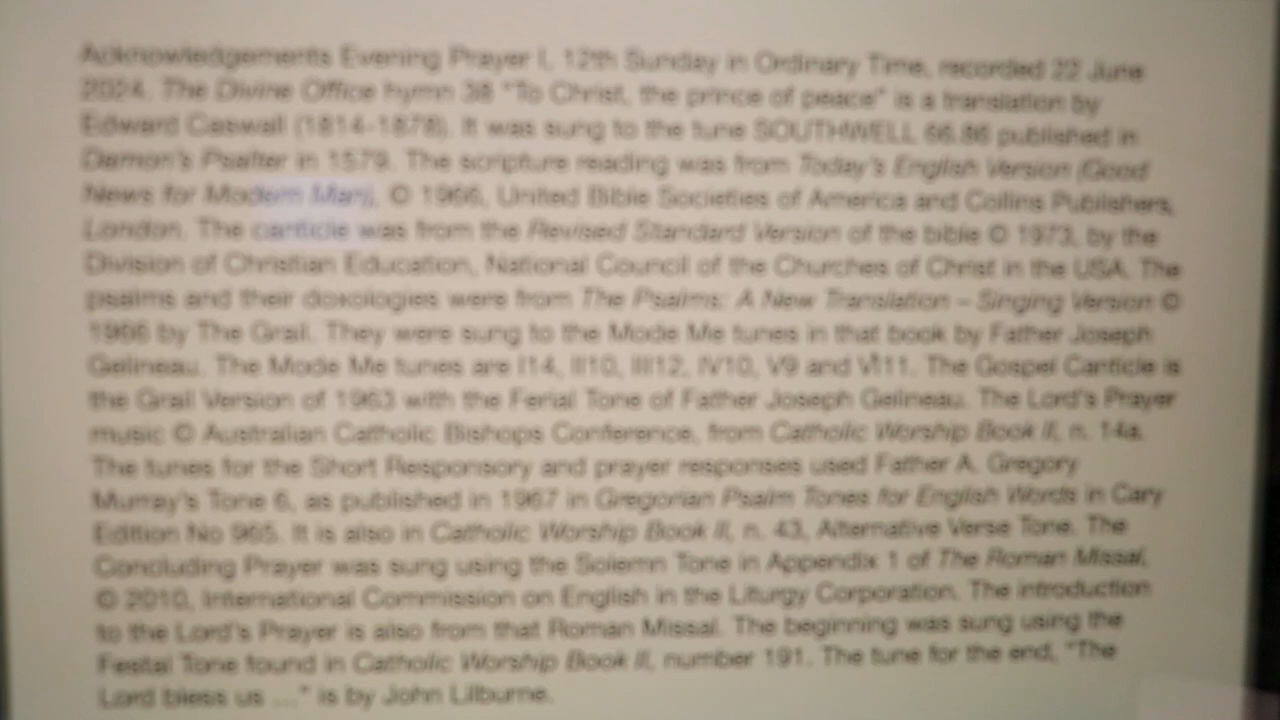 Acknowledgements Evening Prayer I, 12th Sunday in Ordinary Time, recorded 22 June
2024. The Divine Office hymn 38 "To Christ, the prince of peace" is a translation by
Edward Caswall (1814-1878). It was sung to the tune SOUTHWELL 66.86 published in
Damon's Psalter in 1579. The scripture reading was from Today's English Version (Good
News for Modern Man), © 1966, United Bible Societies of America and Collins Publishers,
London. The canticle was from the Revised Standard Version of the bible © 1973, by the
Division of Christian Education, National Council of the Churches of Christ in the USA. The
psalms and their doxologies were from The Psalms: A New Translation – Singing Version ©
1966 by The Grail. They were sung to the Mode Me tunes in that book by Father Joseph
Gelineau. The Mode Me tunes are I14, II10, III12, IV10, V9 and VI11. The Gospel Canticle is
the Grail Version of 1963 with the Ferial Tone of Father Joseph Gelineau. The Lord's Prayer
music © Australian Catholic Bishops Conference, from Catholic Worship Book II, n. 14a.
The tunes for the Short Responsory and prayer responses used Father A. Gregory
Murray's Tone 6, as published in 1967 in Gregorian Psalm Tones for English Words in Cary
Edition No 965. It is also in Catholic Worship Book II, n. 43, Alternative Verse Tone. The
Concluding Prayer was sung using the Solemn Tone in Appendix 1 of The Roman Missal,
© 2010, International Commission on English in the Liturgy Corporation. The introduction
to the Lord's Prayer is also from that Roman Missal. The beginning was sung using the
Festal Tone found in Catholic Worship Book II, number 191. The tune for the end, "The
Lord bless us ...." is by John Lilburne.